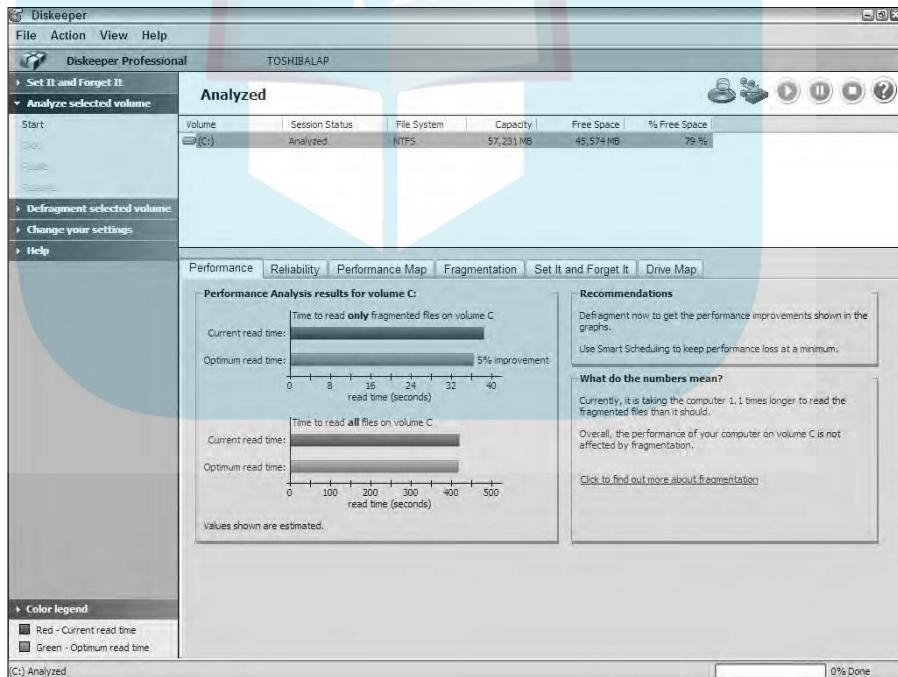 Diskeeper
File Action View Help
Diskeeper Professional TOSHIBALAP
Set It and Forget It
Analyze selected volume
Start
Stop
Pause
Resume
Defragment selected volume
Change your settings
Help
Analyzed
Volume Session Status File System Capacity Free Space % Free Space
(C:) Analyzed NTFS 57,231 MB 45,574 MB 79 %
Performance Reliability Performance Map Fragmentation Set It and Forget It Drive Map
Performance Analysis results for volume C:
Time to read only fragmented files on volume C
Current read time:
Optimum read time: 5% improvement
0 8 16 24 32 40
read time (seconds)
Time to read all files on volume C
Current read time:
Optimum read time:
0 100 200 300 400 500
read time (seconds)
Values shown are estimated.
Recommendations
Defragment now to get the performance improvements shown in the
graphs.
Use Smart Scheduling to keep performance loss at a minimum.
What do the numbers mean?
Currently, it is taking the computer 1.1 times longer to read the
fragmented files than it should.
Overall, the performance of your computer on volume C is not
affected by fragmentation.
Click to find out more about fragmentation
Color legend
Red - Current read time
Green - Optimum read time
(C:) Analyzed 0% Done